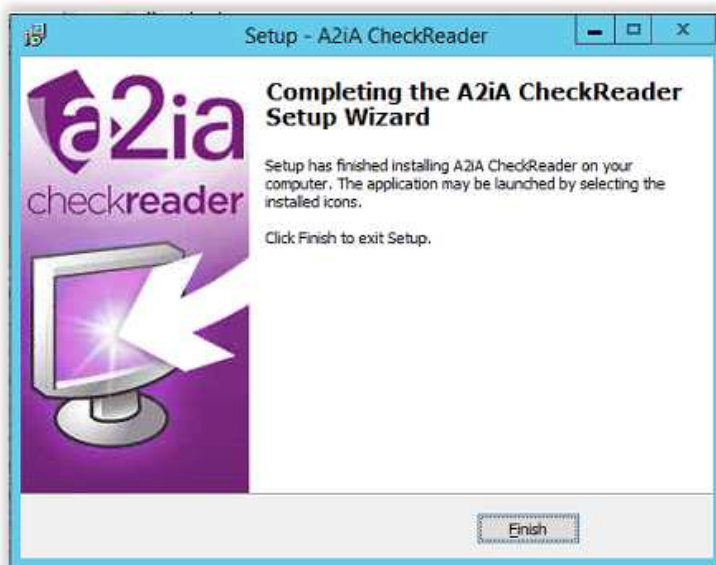 Setup - A2iA CheckReader
a2ia
checkreader
Completing the A2iA CheckReader
Setup Wizard
Setup has finished installing A2iA CheckReader on your
computer. The application may be launched by selecting the
installed icons.
Click Finish to exit Setup.
Finish